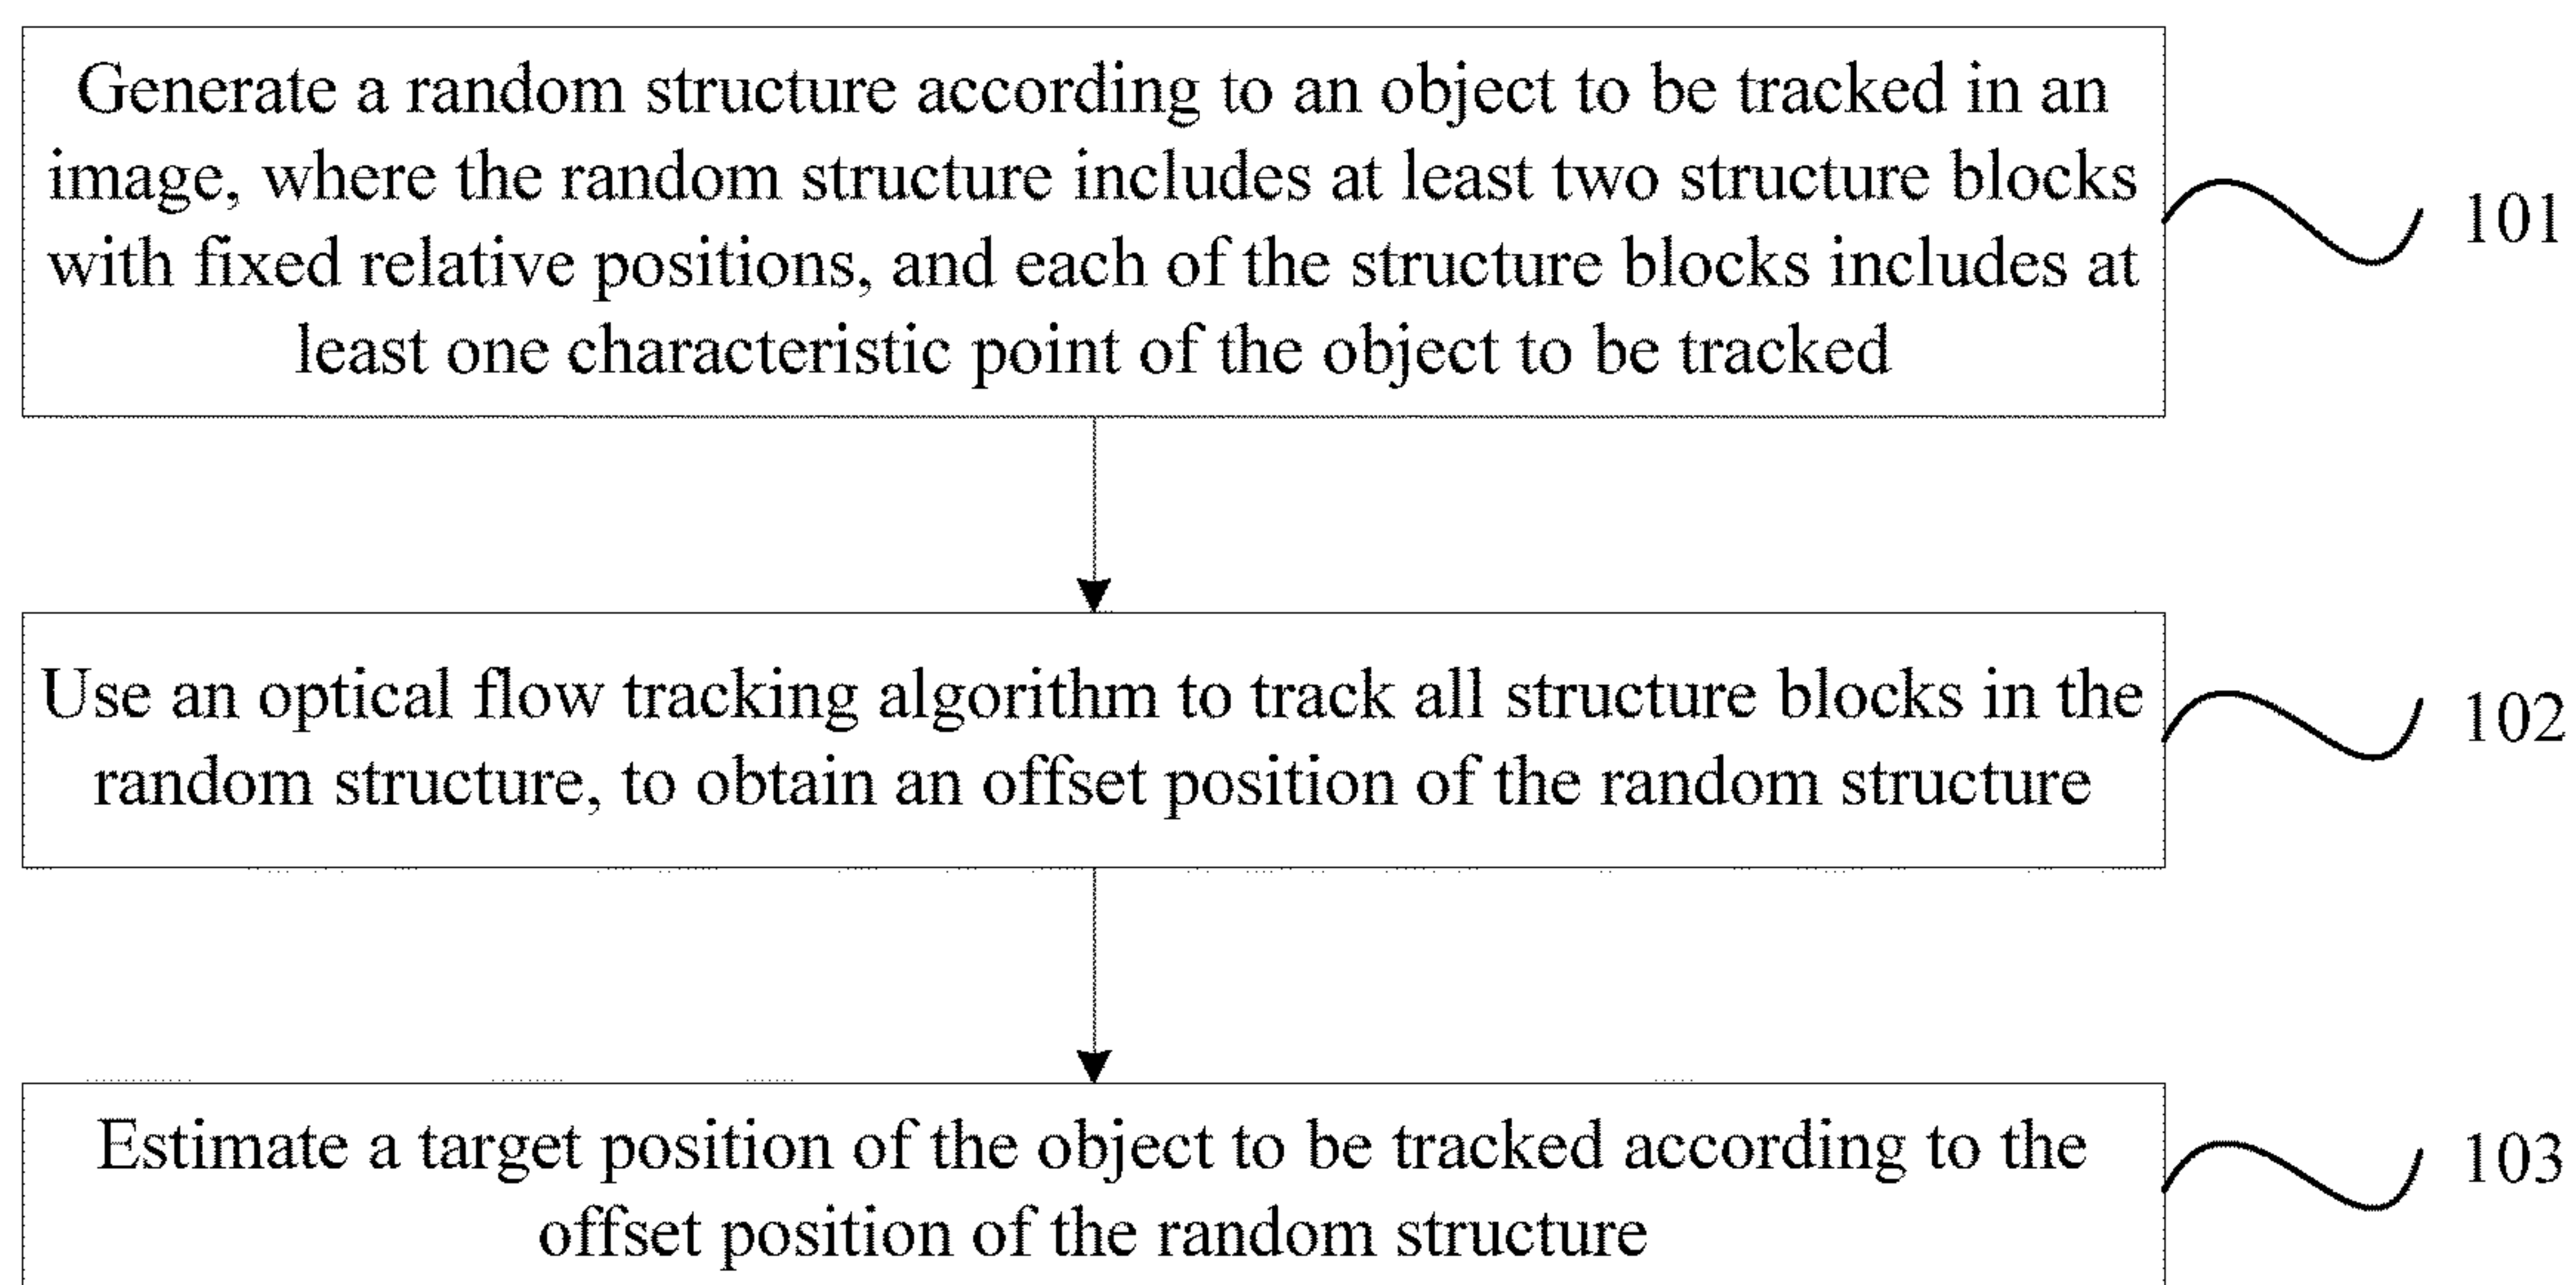 Generate a random structure according to an object to be tracked in an
image, where the random structure includes at least two structure blocks
with fixed relative positions, and each of the structure blocks includes at
least one characteristic point of the object to be tracked
101
Use an optical flow tracking algorithm to track all structure blocks in the
random structure, to obtain an offset position of the random structure
102
Estimate a target position of the object to be tracked according to the
offset position of the random structure
103